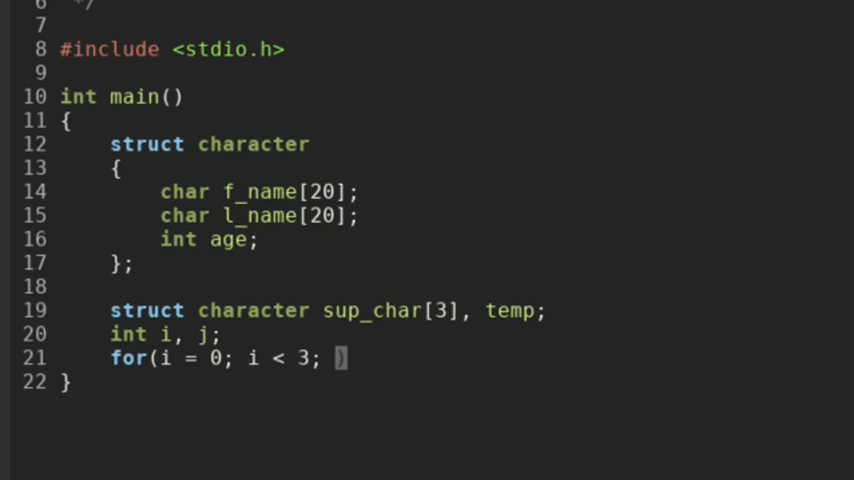 6  */
7
8 #include <stdio.h>
9
10 int main()
11 {
12     struct character
13     {
14         char f_name[20];
15         char l_name[20];
16         int age;
17     };
18
19     struct character sup_char[3], temp;
20     int i, j;
21     for(i = 0; i < 3; )
22 }